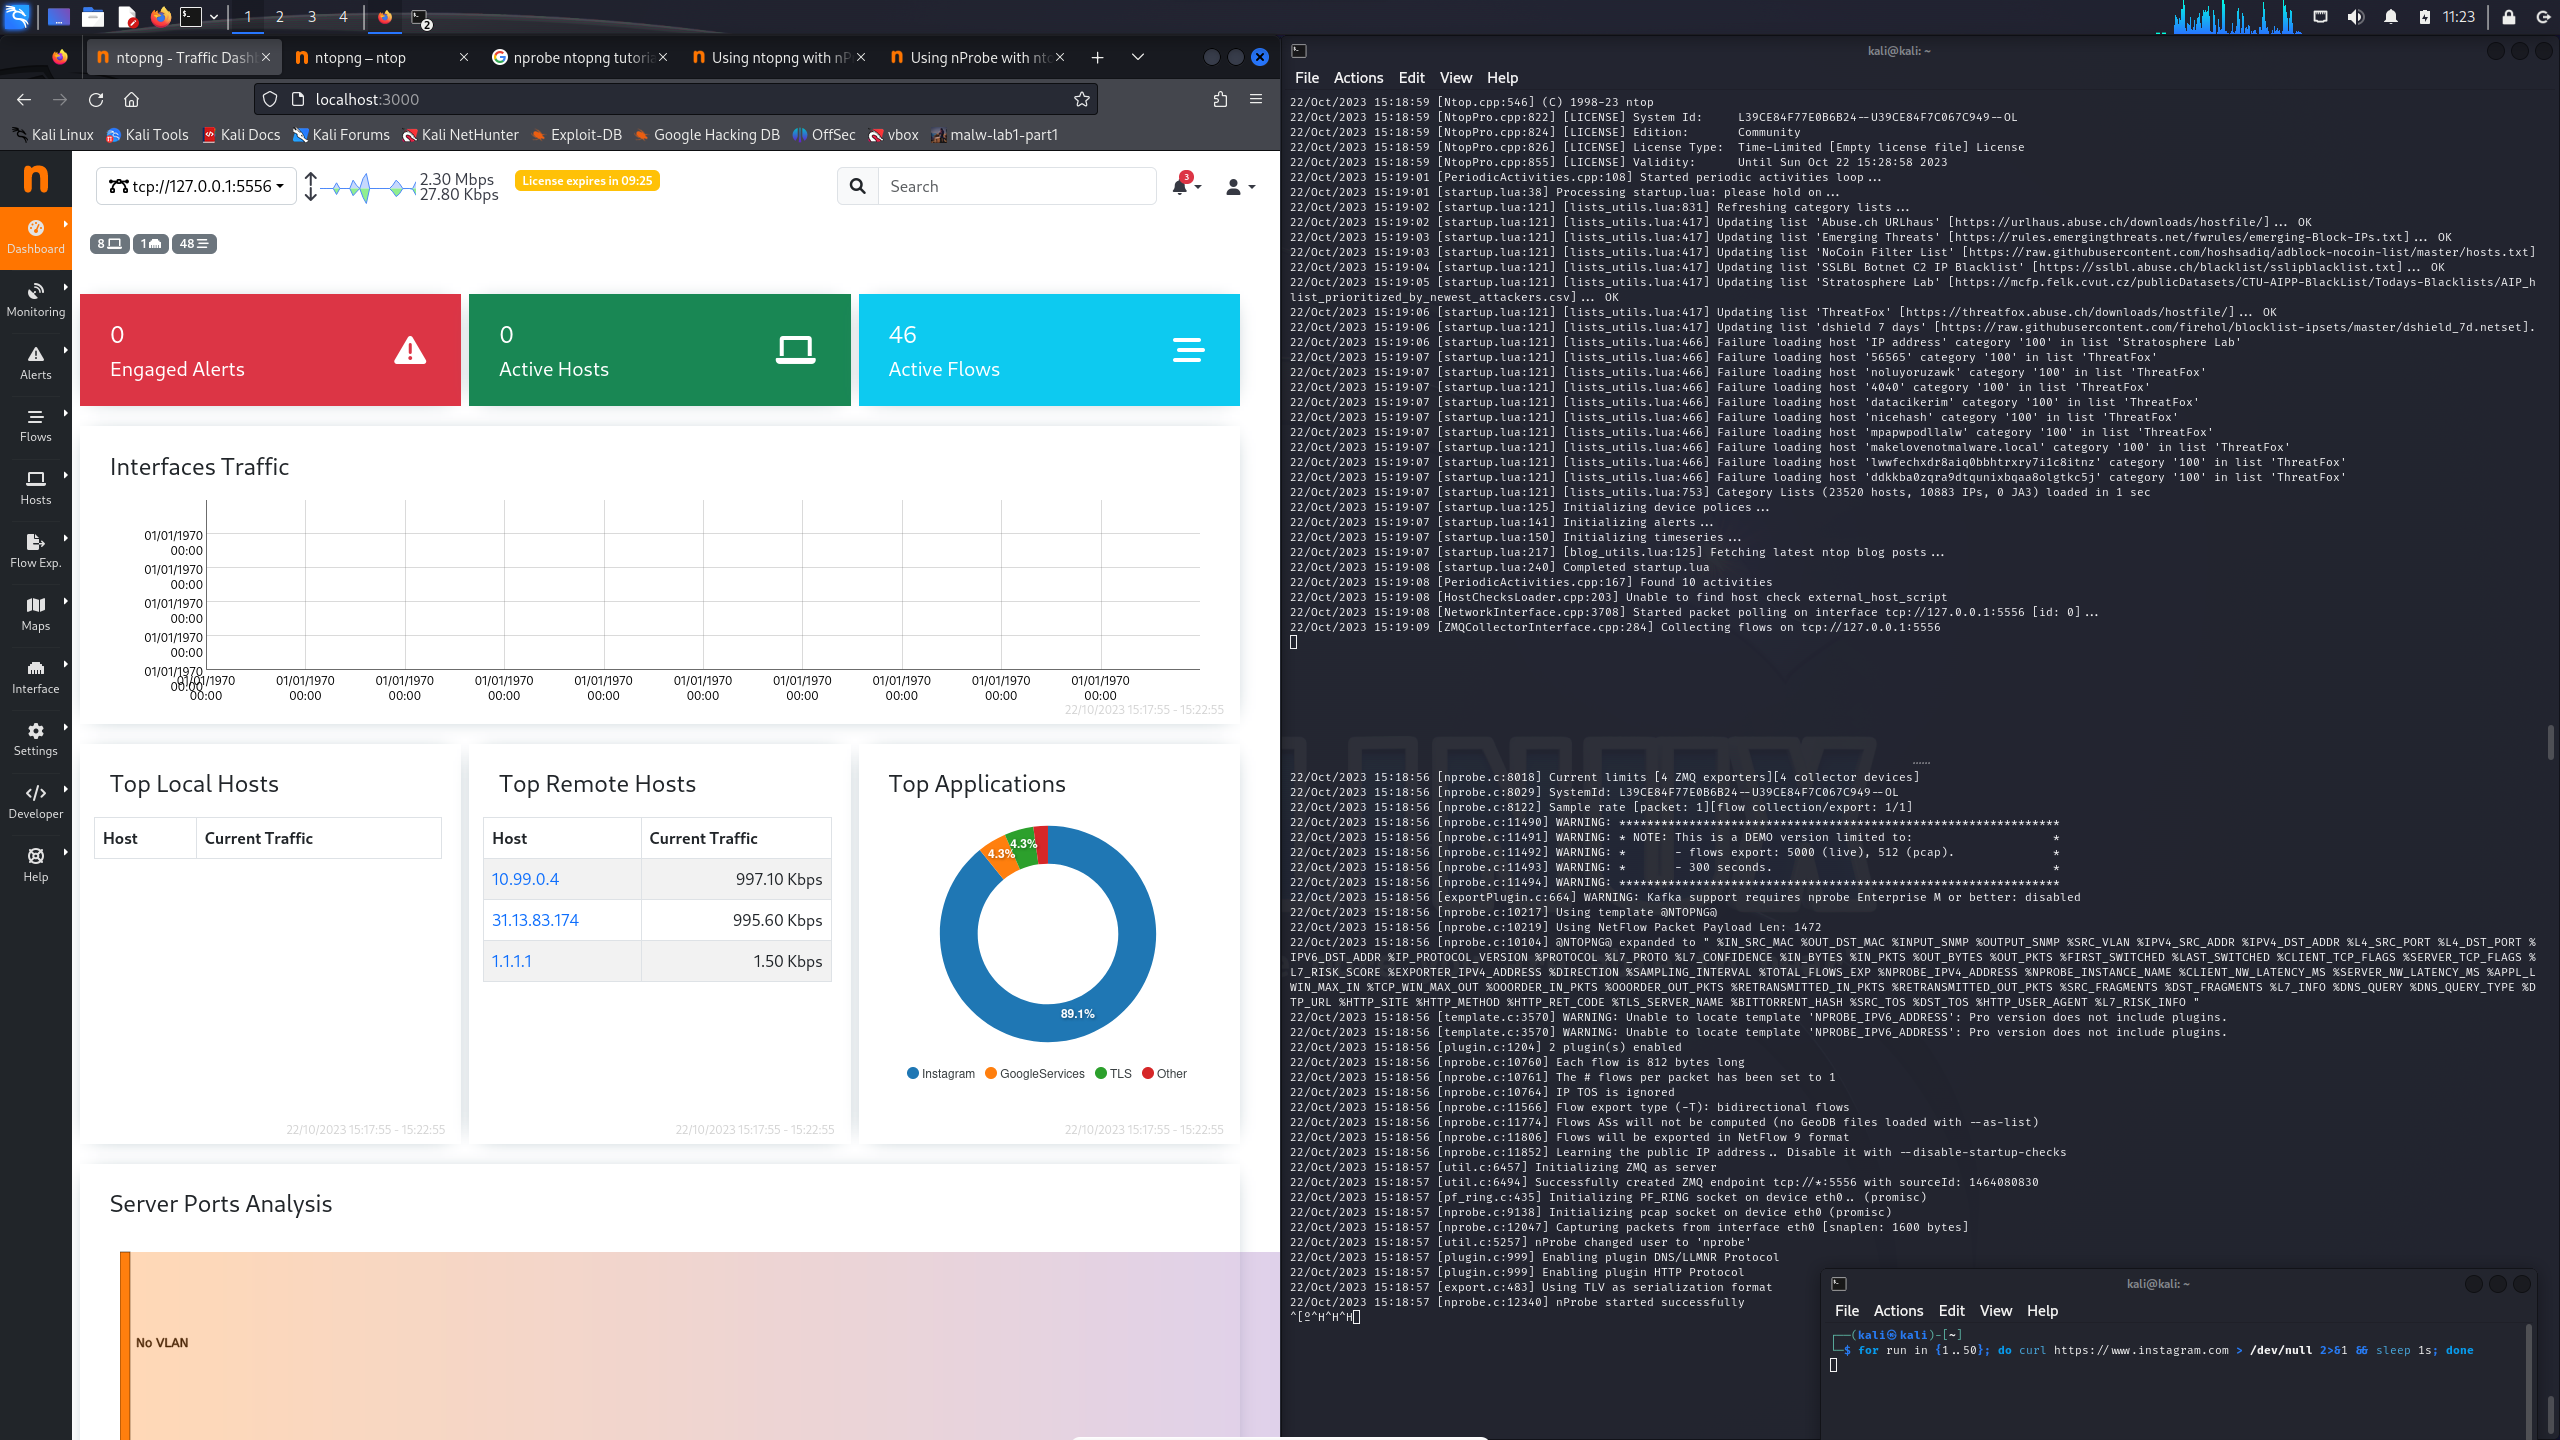 1 2 3 4
2
11:23
ntopng - Traffic Dash
ntopng – ntop
nprobe ntopng tutoria
Using ntopng with nP
Using nProbe with nto
localhost:3000
Kali Linux Kali Tools Kali Docs Kali Forums Kali NetHunter Exploit-DB Google Hacking DB OffSec vbox malw-lab1-part1
tcp://127.0.0.1:5556
2.30 Mbps
27.80 Kbps
License expires in 09:25
Search
3
Dashboard
Monitoring
Alerts
Flows
Hosts
Flow Exp.
Maps
Interface
Settings
Developer
Help
8 1 48
0
Engaged Alerts
0
Active Hosts
46
Active Flows
Interfaces Traffic
01/01/1970
00:00
01/01/1970
00:00
01/01/1970
00:00
01/01/1970
00:00
01/01/1970
00:00
01/01/1970 01/01/1970 01/01/1970 01/01/1970 01/01/1970 01/01/1970 01/01/1970 01/01/1970 01/01/1970 01/01/1970
00:00 00:00 00:00 00:00 00:00 00:00 00:00 00:00 00:00 00:00
22/10/2023 15:17:55 - 15:22:55
Top Local Hosts
Host Current Traffic
22/10/2023 15:17:55 - 15:22:55
Top Remote Hosts
Host Current Traffic
10.99.0.4 997.10 Kbps
31.13.83.174 995.60 Kbps
1.1.1.1 1.50 Kbps
22/10/2023 15:17:55 - 15:22:55
Top Applications
4.3%
4.3%
89.1%
Instagram GoogleServices TLS Other
22/10/2023 15:17:55 - 15:22:55
Server Ports Analysis
No VLAN
kali@kali: ~
File Actions Edit View Help
22/Oct/2023 15:18:59 [Ntop.cpp:546] (C) 1998-23 ntop
22/Oct/2023 15:18:59 [NtopPro.cpp:822] [LICENSE] System Id: L39CE84F77E0B6B24--U39CE84F7C067C949--OL
22/Oct/2023 15:18:59 [NtopPro.cpp:824] [LICENSE] Edition: Community
22/Oct/2023 15:18:59 [NtopPro.cpp:826] [LICENSE] License Type: Time-Limited [Empty license file] License
22/Oct/2023 15:18:59 [NtopPro.cpp:855] [LICENSE] Validity: Until Sun Oct 22 15:28:58 2023
22/Oct/2023 15:19:01 [PeriodicActivities.cpp:108] Started periodic activities loop...
22/Oct/2023 15:19:01 [startup.lua:38] Processing startup.lua: please hold on...
22/Oct/2023 15:19:02 [startup.lua:121] [lists_utils.lua:831] Refreshing category lists...
22/Oct/2023 15:19:02 [startup.lua:121] [lists_utils.lua:417] Updating list 'Abuse.ch URLhaus' [https://urlhaus.abuse.ch/downloads/hostfile/]... OK
22/Oct/2023 15:19:03 [startup.lua:121] [lists_utils.lua:417] Updating list 'Emerging Threats' [https://rules.emergingthreats.net/fwrules/emerging-Block-IPs.txt]... OK
22/Oct/2023 15:19:03 [startup.lua:121] [lists_utils.lua:417] Updating list 'NoCoin Filter List' [https://raw.githubusercontent.com/hoshsadiq/adblock-nocoin-list/master/hosts.txt]
22/Oct/2023 15:19:04 [startup.lua:121] [lists_utils.lua:417] Updating list 'SSLBL Botnet C2 IP Blacklist' [https://sslbl.abuse.ch/blacklist/sslipblacklist.txt]... OK
22/Oct/2023 15:19:05 [startup.lua:121] [lists_utils.lua:417] Updating list 'Stratosphere Lab' [https://mcfp.felk.cvut.cz/publicDatasets/CTU-AIPP-BlackList/Todays-Blacklists/AIP_h
list_prioritized_by_newest_attackers.csv]... OK
22/Oct/2023 15:19:06 [startup.lua:121] [lists_utils.lua:417] Updating list 'ThreatFox' [https://threatfox.abuse.ch/downloads/hostfile/]... OK
22/Oct/2023 15:19:06 [startup.lua:121] [lists_utils.lua:417] Updating list 'dshield 7 days' [https://raw.githubusercontent.com/firehol/blocklist-ipsets/master/dshield_7d.netset].
22/Oct/2023 15:19:06 [startup.lua:121] [lists_utils.lua:466] Failure loading host 'IP address' category '100' in list 'Stratosphere Lab'
22/Oct/2023 15:19:07 [startup.lua:121] [lists_utils.lua:466] Failure loading host '56565' category '100' in list 'ThreatFox'
22/Oct/2023 15:19:07 [startup.lua:121] [lists_utils.lua:466] Failure loading host 'noluyoruzawk' category '100' in list 'ThreatFox'
22/Oct/2023 15:19:07 [startup.lua:121] [lists_utils.lua:466] Failure loading host '4040' category '100' in list 'ThreatFox'
22/Oct/2023 15:19:07 [startup.lua:121] [lists_utils.lua:466] Failure loading host 'datacikerim' category '100' in list 'ThreatFox'
22/Oct/2023 15:19:07 [startup.lua:121] [lists_utils.lua:466] Failure loading host 'nicehash' category '100' in list 'ThreatFox'
22/Oct/2023 15:19:07 [startup.lua:121] [lists_utils.lua:466] Failure loading host 'mpapwpodllalw' category '100' in list 'ThreatFox'
22/Oct/2023 15:19:07 [startup.lua:121] [lists_utils.lua:466] Failure loading host 'makelovenotmalware.local' category '100' in list 'ThreatFox'
22/Oct/2023 15:19:07 [startup.lua:121] [lists_utils.lua:466] Failure loading host 'lwwfechxdr8aiq0bbhtrxry7i1c8itnz' category '100' in list 'ThreatFox'
22/Oct/2023 15:19:07 [startup.lua:121] [lists_utils.lua:466] Failure loading host 'ddkkba0zqra9dtqunixbqaa8olgtkc5j' category '100' in list 'ThreatFox'
22/Oct/2023 15:19:07 [startup.lua:121] [lists_utils.lua:753] Category Lists (23520 hosts, 10883 IPs, 0 JA3) loaded in 1 sec
22/Oct/2023 15:19:07 [startup.lua:125] Initializing device polices...
22/Oct/2023 15:19:07 [startup.lua:141] Initializing alerts...
22/Oct/2023 15:19:07 [startup.lua:150] Initializing timeseries...
22/Oct/2023 15:19:07 [startup.lua:217] [blog_utils.lua:125] Fetching latest ntop blog posts...
22/Oct/2023 15:19:08 [startup.lua:240] Completed startup.lua
22/Oct/2023 15:19:08 [PeriodicActivities.cpp:167] Found 10 activities
22/Oct/2023 15:19:08 [HostChecksLoader.cpp:203] Unable to find host check external_host_script
22/Oct/2023 15:19:08 [NetworkInterface.cpp:3708] Started packet polling on interface tcp://127.0.0.1:5556 [id: 0]...
22/Oct/2023 15:19:09 [ZMQCollectorInterface.cpp:284] Collecting flows on tcp://127.0.0.1:5556
22/Oct/2023 15:18:56 [nprobe.c:8018] Current limits [4 ZMQ exporters][4 collector devices]
22/Oct/2023 15:18:56 [nprobe.c:8029] SystemId: L39CE84F77E0B6B24--U39CE84F7C067C949--OL
22/Oct/2023 15:18:56 [nprobe.c:8122] Sample rate [packet: 1][flow collection/export: 1/1]
22/Oct/2023 15:18:56 [nprobe.c:11490] WARNING: ***************************************************************
22/Oct/2023 15:18:56 [nprobe.c:11491] WARNING: * NOTE: This is a DEMO version limited to: *
22/Oct/2023 15:18:56 [nprobe.c:11492] WARNING: * - flows export: 5000 (live), 512 (pcap). *
22/Oct/2023 15:18:56 [nprobe.c:11493] WARNING: * - 300 seconds. *
22/Oct/2023 15:18:56 [nprobe.c:11494] WARNING: ***************************************************************
22/Oct/2023 15:18:56 [exportPlugin.c:664] WARNING: Kafka support requires nprobe Enterprise M or better: disabled
22/Oct/2023 15:18:56 [nprobe.c:10217] Using template @NTOPNG@
22/Oct/2023 15:18:56 [nprobe.c:10219] Using NetFlow Packet Payload Len: 1472
22/Oct/2023 15:18:56 [nprobe.c:10104] @NTOPNG@ expanded to " %IN_SRC_MAC %OUT_DST_MAC %INPUT_SNMP %OUTPUT_SNMP %SRC_VLAN %IPV4_SRC_ADDR %IPV4_DST_ADDR %L4_SRC_PORT %L4_DST_PORT %
IPV6_DST_ADDR %IP_PROTOCOL_VERSION %PROTOCOL %L7_PROTO %L7_CONFIDENCE %IN_BYTES %IN_PKTS %OUT_BYTES %OUT_PKTS %FIRST_SWITCHED %LAST_SWITCHED %CLIENT_TCP_FLAGS %SERVER_TCP_FLAGS %
L7_RISK_SCORE %EXPORTER_IPV4_ADDRESS %DIRECTION %SAMPLING_INTERVAL %TOTAL_FLOWS_EXP %NPROBE_IPV4_ADDRESS %NPROBE_INSTANCE_NAME %CLIENT_NW_LATENCY_MS %SERVER_NW_LATENCY_MS %APPL_L
WIN_MAX_IN %TCP_WIN_MAX_OUT %OOORDER_IN_PKTS %OOORDER_OUT_PKTS %RETRANSMITTED_IN_PKTS %RETRANSMITTED_OUT_PKTS %SRC_FRAGMENTS %DST_FRAGMENTS %L7_INFO %DNS_QUERY %DNS_QUERY_TYPE %D
TP_URL %HTTP_SITE %HTTP_METHOD %HTTP_RET_CODE %TLS_SERVER_NAME %BITTORRENT_HASH %SRC_TOS %DST_TOS %HTTP_USER_AGENT %L7_RISK_INFO "
22/Oct/2023 15:18:56 [template.c:3570] WARNING: Unable to locate template 'NPROBE_IPV6_ADDRESS': Pro version does not include plugins.
22/Oct/2023 15:18:56 [template.c:3570] WARNING: Unable to locate template 'NPROBE_IPV6_ADDRESS': Pro version does not include plugins.
22/Oct/2023 15:18:56 [plugin.c:1204] 2 plugin(s) enabled
22/Oct/2023 15:18:56 [nprobe.c:10760] Each flow is 812 bytes long
22/Oct/2023 15:18:56 [nprobe.c:10761] The # flows per packet has been set to 1
22/Oct/2023 15:18:56 [nprobe.c:10764] IP TOS is ignored
22/Oct/2023 15:18:56 [nprobe.c:11566] Flow export type (-T): bidirectional flows
22/Oct/2023 15:18:56 [nprobe.c:11774] Flows ASs will not be computed (no GeoDB files loaded with --as-list)
22/Oct/2023 15:18:56 [nprobe.c:11806] Flows will be exported in NetFlow 9 format
22/Oct/2023 15:18:56 [nprobe.c:11852] Learning the public IP address.. Disable it with --disable-startup-checks
22/Oct/2023 15:18:57 [util.c:6457] Initializing ZMQ as server
22/Oct/2023 15:18:57 [util.c:6494] Successfully created ZMQ endpoint tcp://*:5556 with sourceId: 1464080830
22/Oct/2023 15:18:57 [pf_ring.c:435] Initializing PF_RING socket on device eth0.. (promisc)
22/Oct/2023 15:18:57 [nprobe.c:9138] Initializing pcap socket on device eth0 (promisc)
22/Oct/2023 15:18:57 [nprobe.c:12047] Capturing packets from interface eth0 [snaplen: 1600 bytes]
22/Oct/2023 15:18:57 [util.c:5257] nProbe changed user to 'nprobe'
22/Oct/2023 15:18:57 [plugin.c:999] Enabling plugin DNS/LLMNR Protocol
22/Oct/2023 15:18:57 [plugin.c:999] Enabling plugin HTTP Protocol
22/Oct/2023 15:18:57 [export.c:483] Using TLV as serialization format
22/Oct/2023 15:18:57 [nprobe.c:12340] nProbe started successfully
^[º^H^H^H
kali@kali: ~
File Actions Edit View Help
(kali㉿kali)-[~]
$ for run in {1..50}; do curl https://www.instagram.com > /dev/null 2>&1 && sleep 1s; done